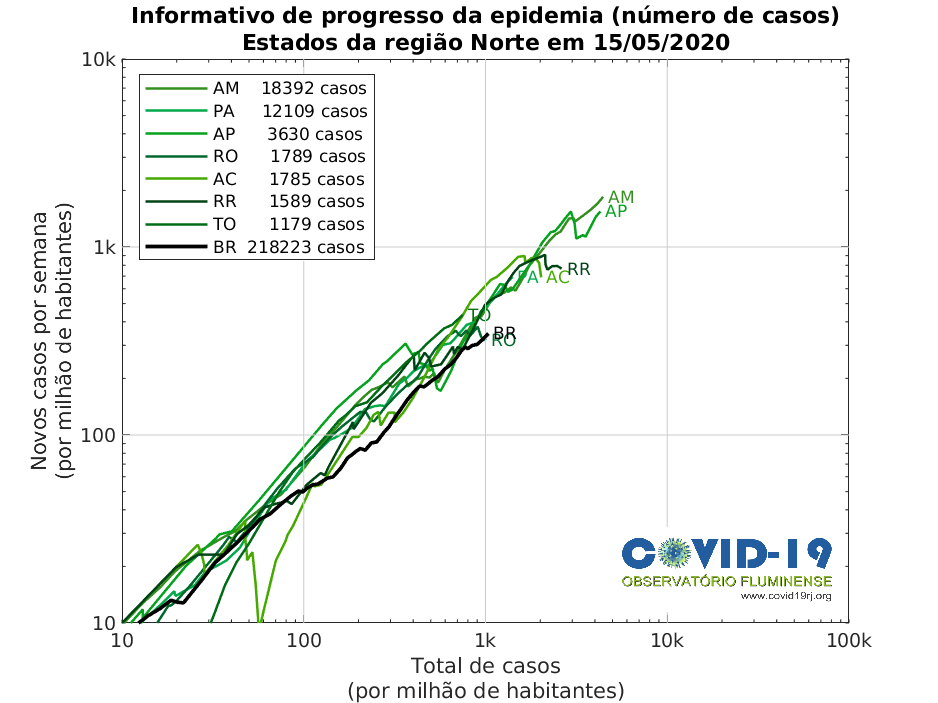 Informativo de progresso da epidemia (número de casos)
Estados da região Norte em 15/05/2020
10k
1k
100
10
Novos casos por semana
(por milhão de habitantes)
AM 18392 casos
PA 12109 casos
AP 3630 casos
RO 1789 casos
AC 1785 casos
RR 1589 casos
TO 1179 casos
BR 218223 casos
AM
AP
RR
PA AC
TO
BR
RO
COVID-19
OBSERVATÓRIO FLUMINENSE
www.covid19rj.org
10 100 1k 10k 100k
Total de casos
(por milhão de habitantes)